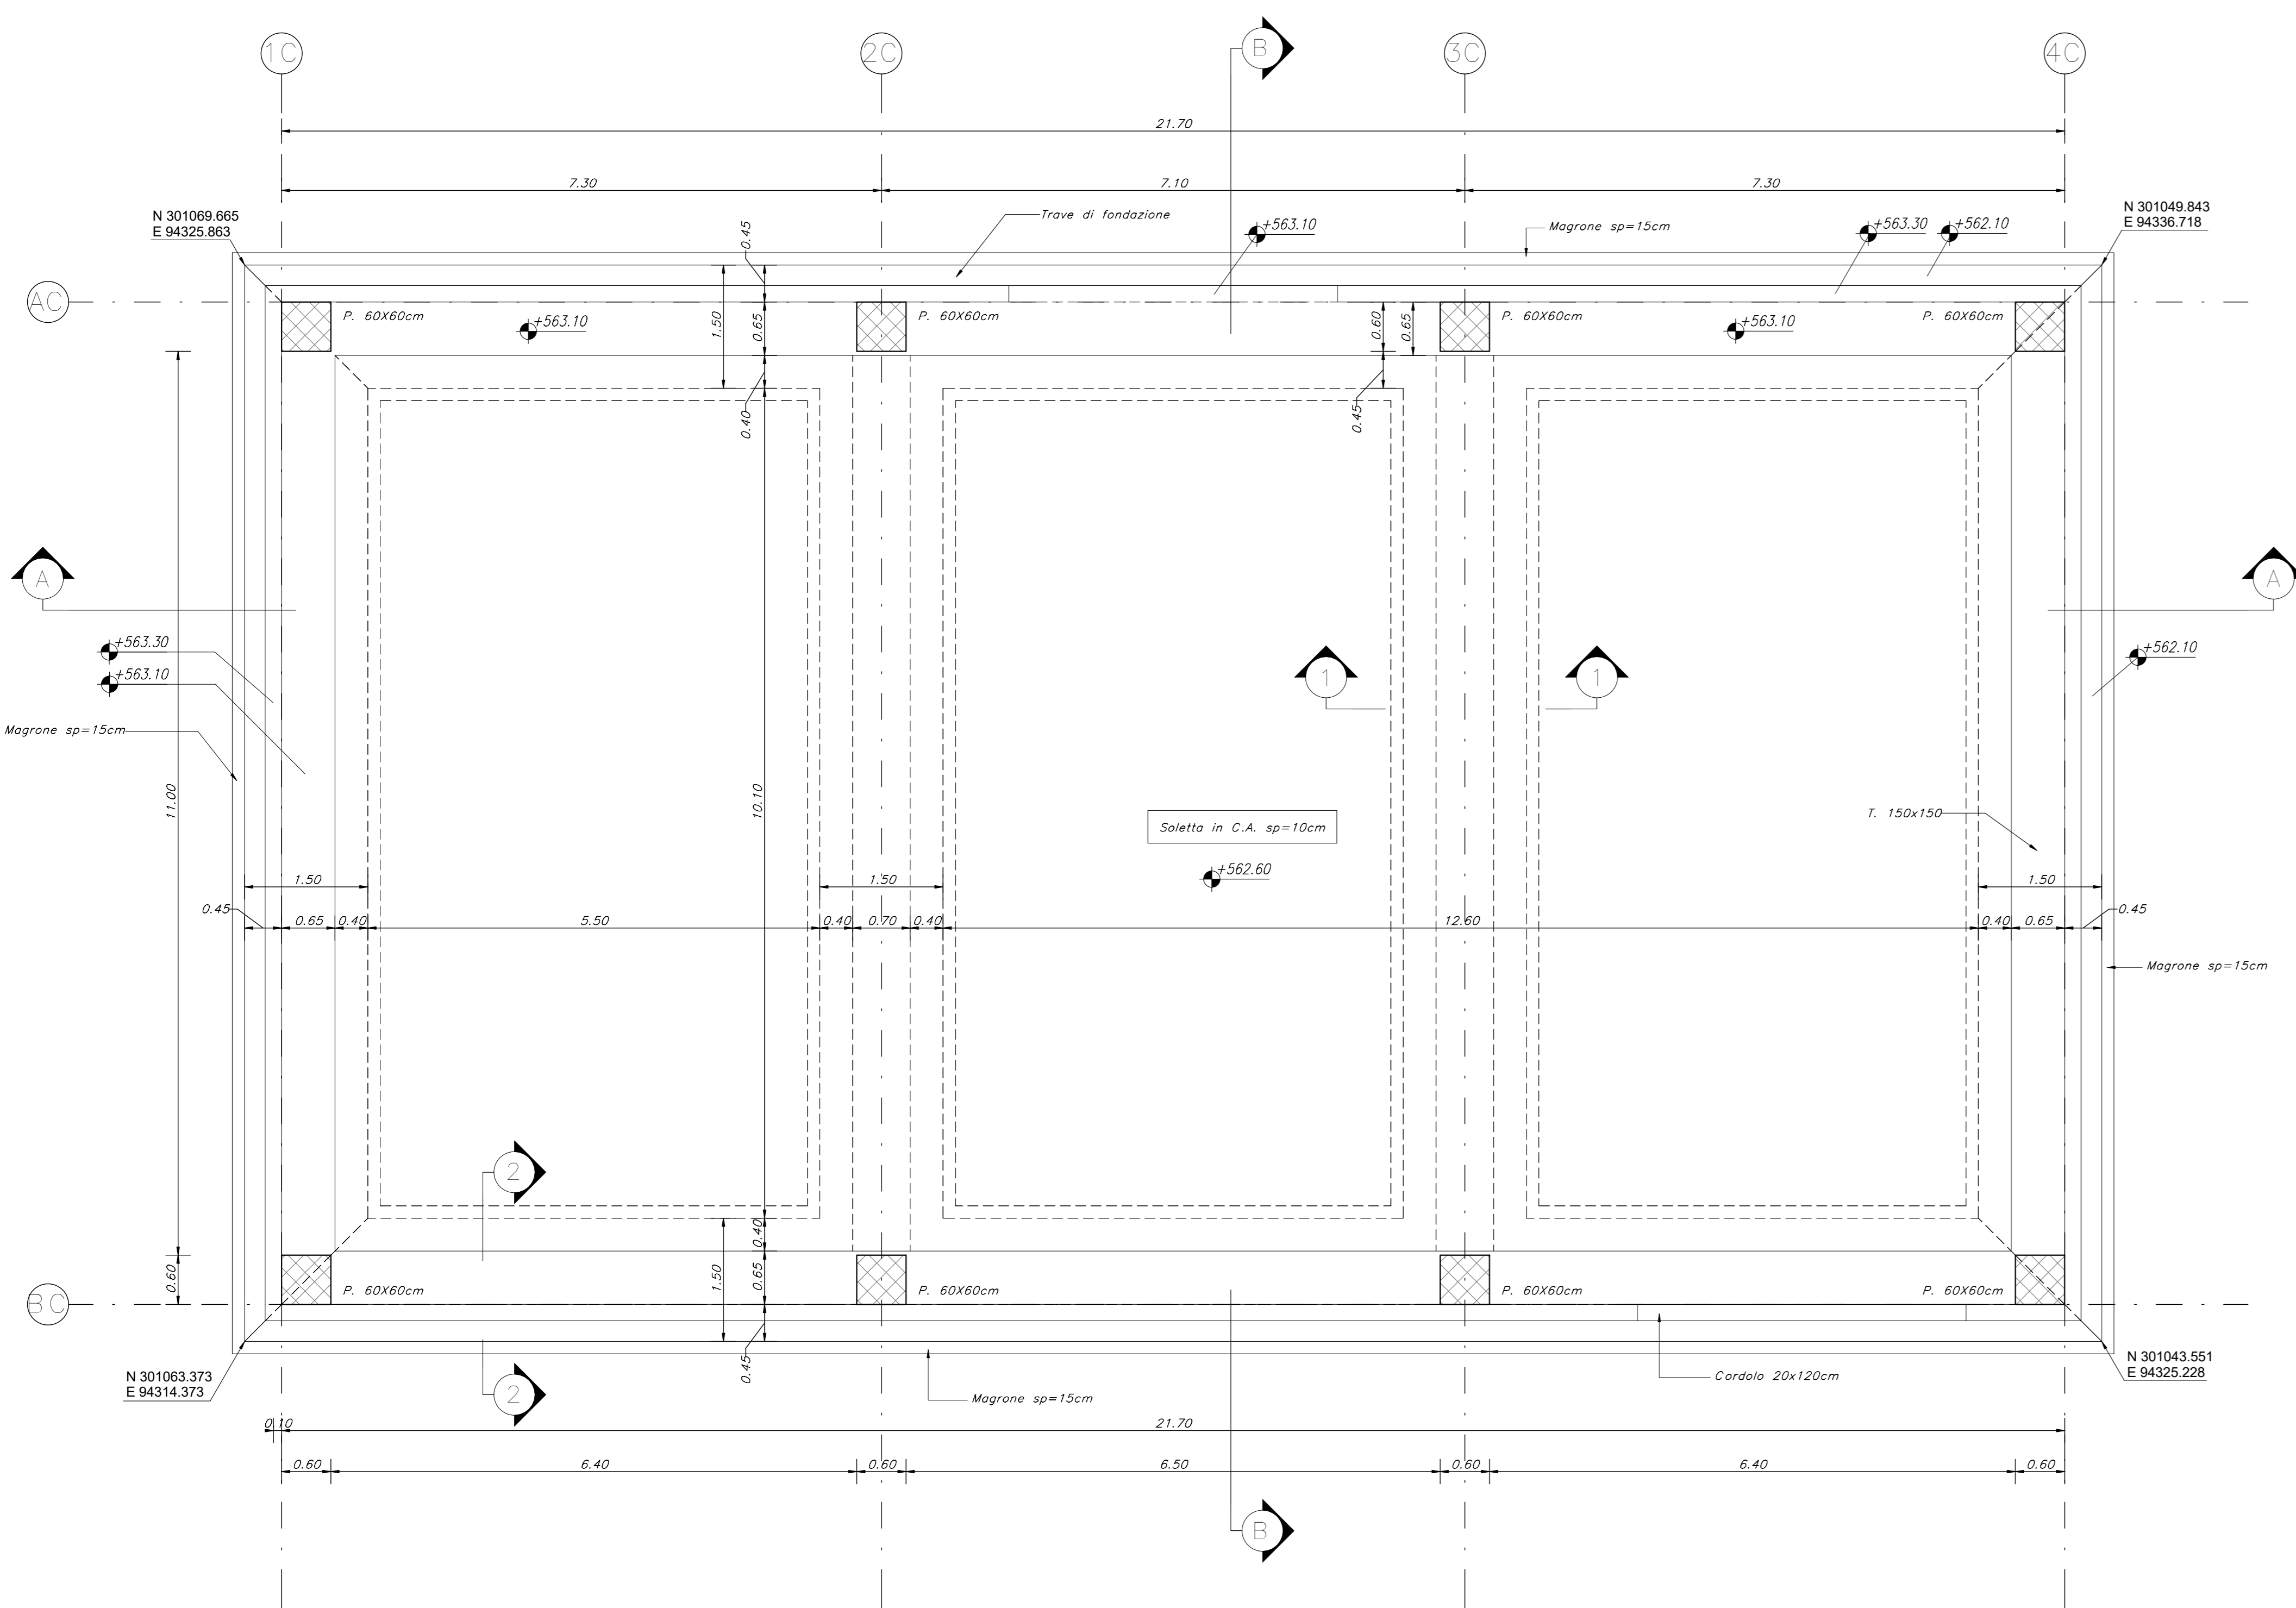 1C
2C
B
3C
4C
21.70
7.30
7.10
7.30
N 301069.665
E 94325.863
0.45
Trave di fondazione
+563.10
Magrone sp=15cm
+563.30
+562.10
N 301049.843
E 94336.718
AC
P. 60X60cm
+563.10
1.50
0.65
P. 60X60cm
0.60
0.65
P. 60X60cm
+563.10
P. 60X60cm
0.40
0.45
A
A
+563.30
+563.10
1
1
+562.10
Magrone sp=15cm
11.00
10.10
Soletta in C.A. sp=10cm
T. 150x150
+562.60
1.50
1.50
1.50
0.45
0.65
0.40
5.50
0.40
0.70
0.40
12.60
0.40
0.65
0.45
Magrone sp=15cm
2
0.40
1.50
0.65
0.60
BC
P. 60X60cm
P. 60X60cm
P. 60X60cm
P. 60X60cm
0.45
N 301063.373
E 94314.373
2
Magrone sp=15cm
Cordolo 20x120cm
N 301043.551
E 94325.228
0.10
21.70
0.60
6.40
0.60
6.50
0.60
6.40
0.60
B